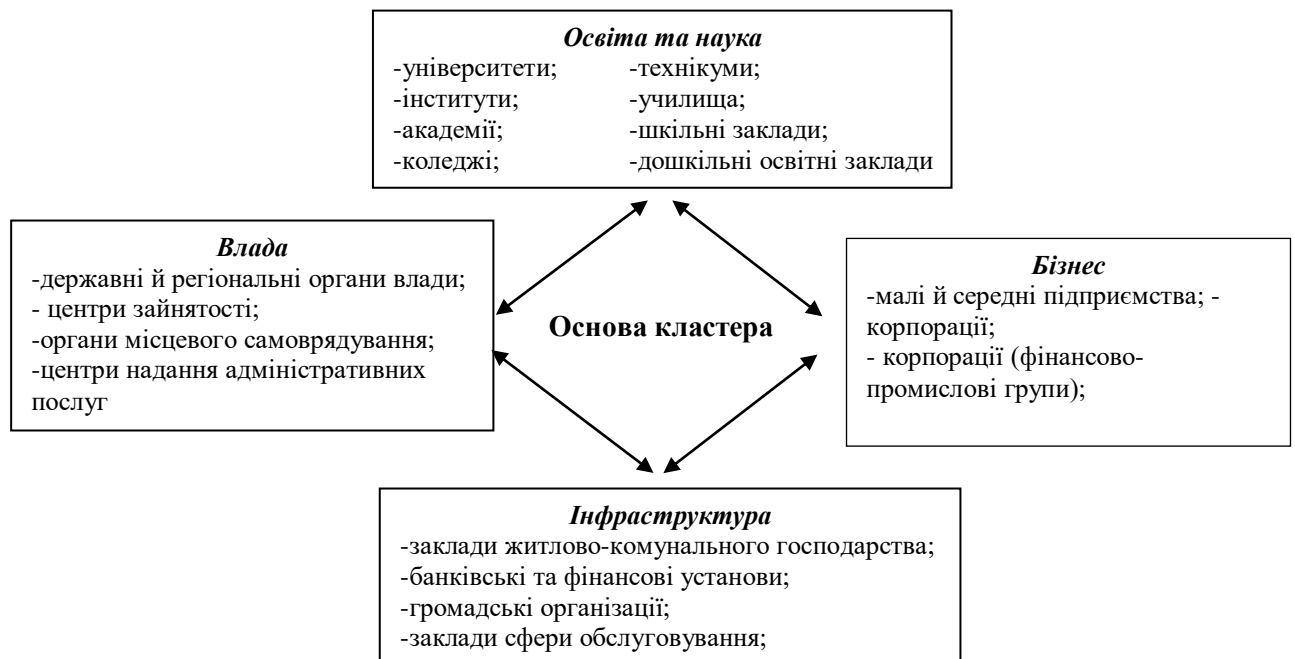 Освіта та наука
-університети; -технікуми;
-інститути; -училища;
-академії; -шкільні заклади;
-коледжі; -дошкільні освітні заклади
Влада
-державні й регіональні органи влади;
- центри зайнятості;
-органи місцевого самоврядування;
-центри надання адміністративних
послуг
Основа кластера
Бізнес
-малі й середні підприємства; -
корпорації;
- корпорації (фінансово-
промислові групи);
Інфраструктура
-заклади житлово-комунального господарства;
-банківські та фінансові установи;
-громадські організації;
-заклади сфери обслуговування;